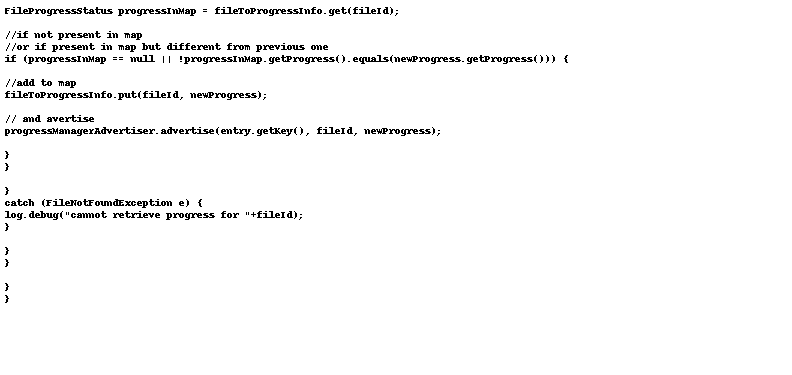 FileProgressStatus progressInMap = fileToProgressInfo.get(fileId);
//if not present in map
//or if present in map but different from previous one
if (progressInMap == null || !progressInMap.getProgress().equals(newProgress.getProgress())) {
//add to map
fileToProgressInfo.put(fileId, newProgress);
// and avertise
progressManagerAdvertiser.advertise(entry.getKey(), fileId, newProgress);
}
}
}
catch (FileNotFoundException e) {
log.debug("cannot retrieve progress for "+fileId);
}
}
}
}
}